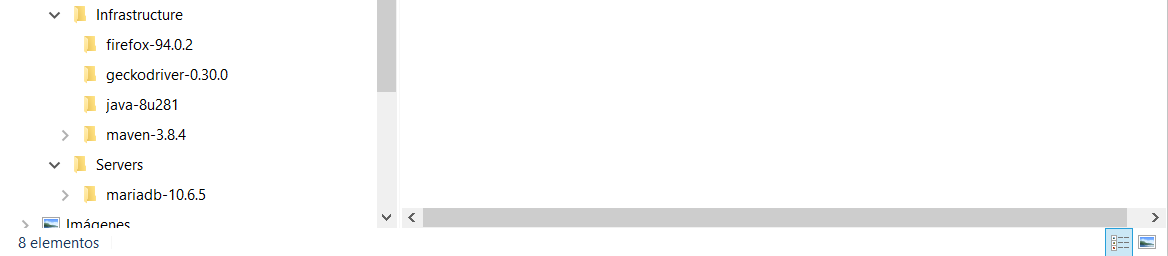 Infrastructure
firefox-94.0.2
geckodriver-0.30.0
java-8u281
maven-3.8.4
Servers
mariadb-10.6.5
Imágenes
8 elementos